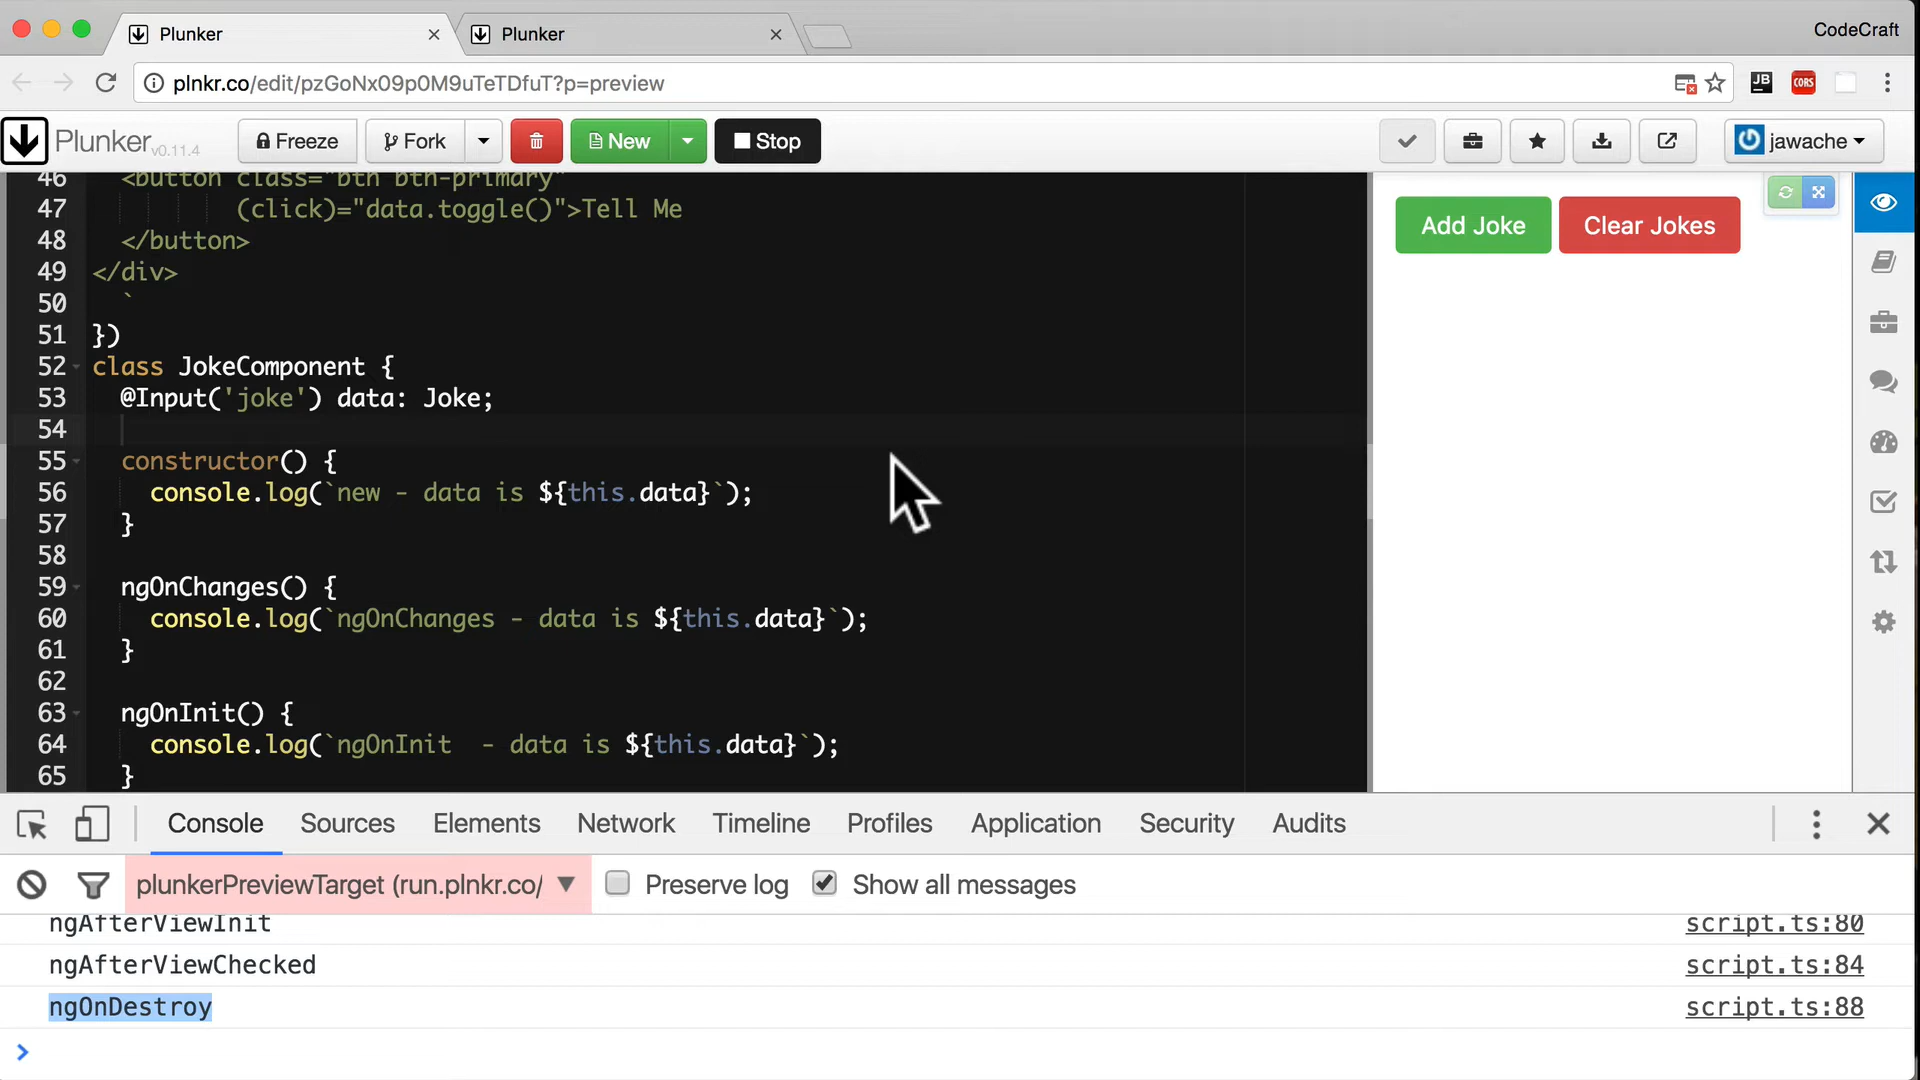 Plunker
Plunker
CodeCraft
plnkr.co/edit/pzGoNx09p0M9uTeTDfuT?p=preview
JB
CORS
Plunker v0.11.4
Freeze
Fork
New
Stop
jawache
46 <button class="btn btn-primary"
47 (click)="data.toggle()">Tell Me
48 </button>
49 </div>
50 `
51 })
52 class JokeComponent {
53 @Input('joke') data: Joke;
54
55 constructor() {
56 console.log(`new - data is ${this.data}`);
57 }
58
59 ngOnChanges() {
60 console.log(`ngOnChanges - data is ${this.data}`);
61 }
62
63 ngOnInit() {
64 console.log(`ngOnInit  - data is ${this.data}`);
65 }
Add Joke
Clear Jokes
Console Sources Elements Network Timeline Profiles Application Security Audits
plunkerPreviewTarget (run.plnkr.co/ ▼ Preserve log Show all messages
ngAfterViewInit script.ts:80
ngAfterViewChecked script.ts:84
ngOnDestroy script.ts:88
>